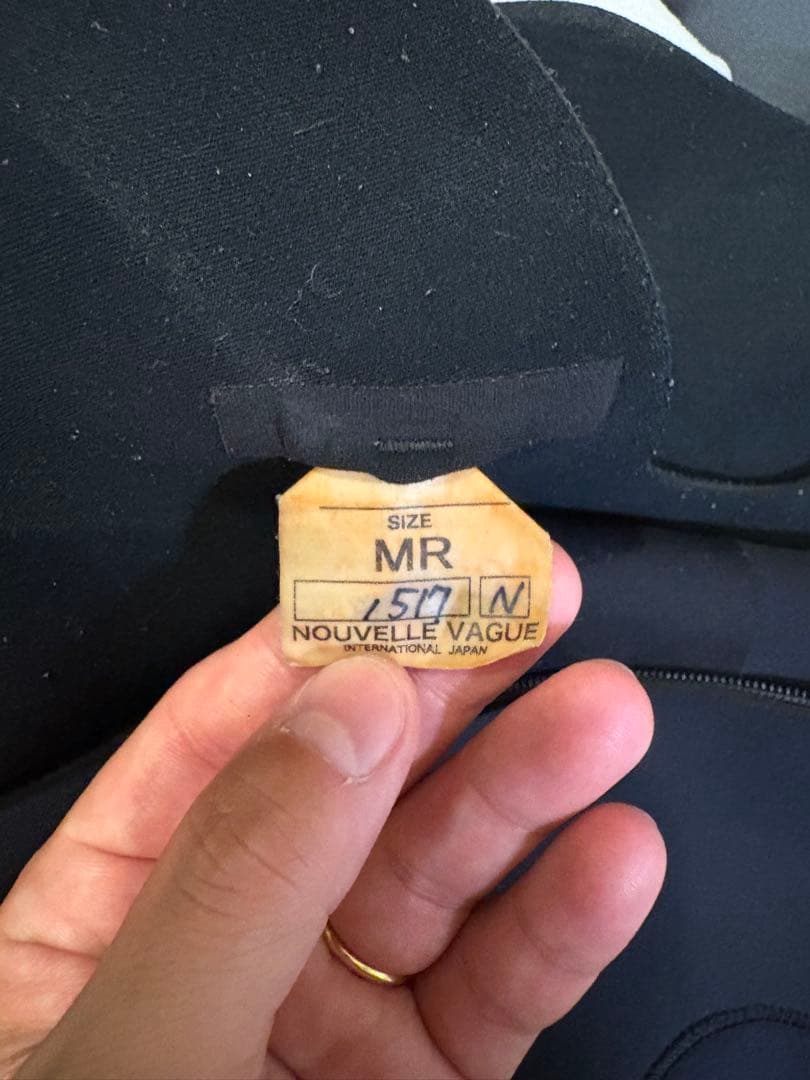 SIZE
MR
1517 N
NOUVELLE VAGUE
INTERNATIONAL JAPAN